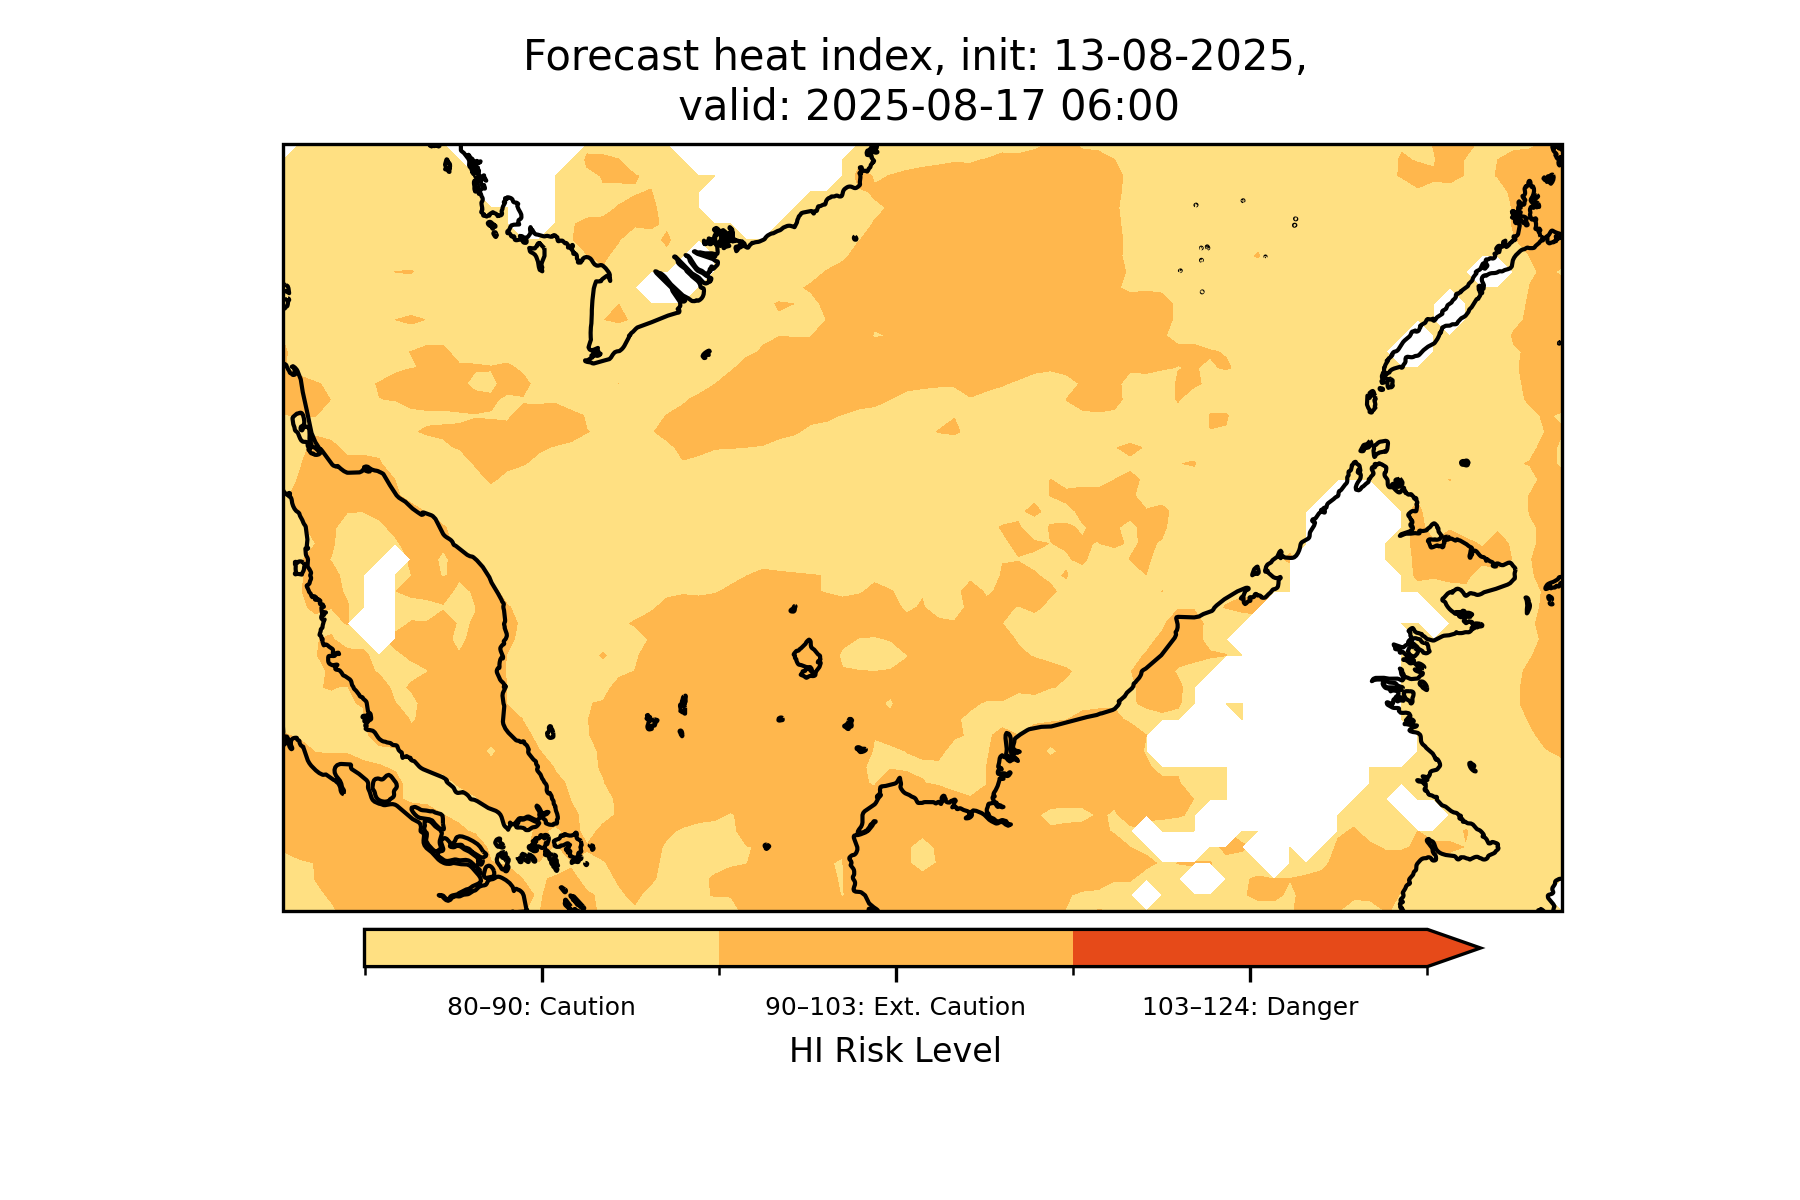 Forecast heat index, init: 13-08-2025,
valid: 2025-08-17 06:00
80–90: Caution
90–103: Ext. Caution
103–124: Danger
HI Risk Level